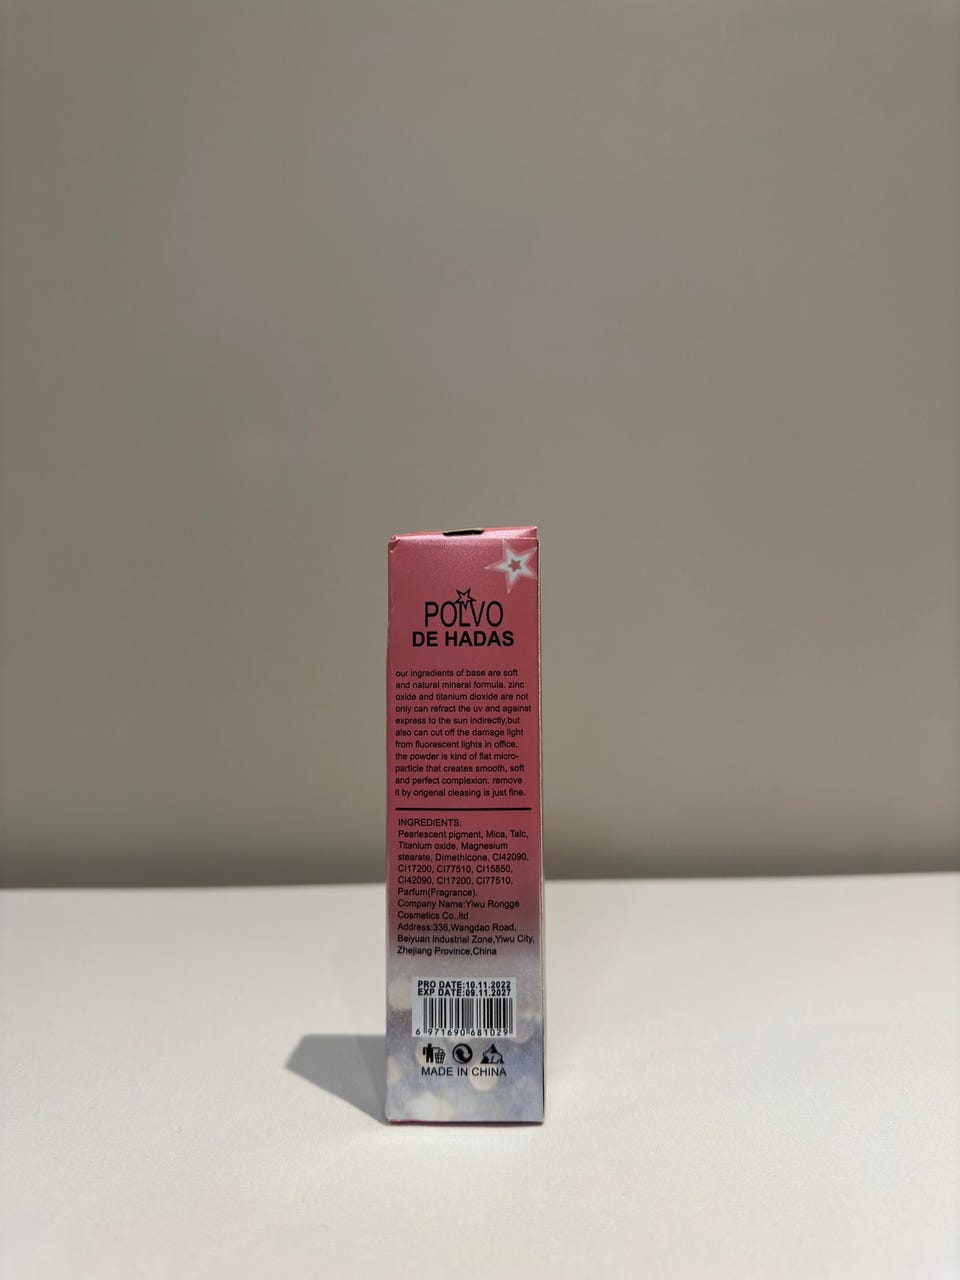 POLVO
DE HADAS
our ingredients of base are soft
and natural mineral formula. zinc
oxide and titanium dioxide are not
only can refract the uv and against
express to the sun indirectly,but
also can cut off the damage light
from fluorescent lights in office.
the powder is kind of flat micro-
particle that creates smooth, soft
and perfect complexion. remove
it by origenal cleasing is just fine.
INGREDIENTS:
Pearlescent pigment, Mica, Talc,
Titanium oxide, Magnesium
stearate, Dimethicone, CI42090,
CI17200, CI77510, CI15850,
CI42090, CI17200, CI77510,
Parfum(Fragrance).
Company Name:Yiwu Rongge
Cosmetics Co.,ltd
Address:336,Wangdao Road,
Beiyuan Industrial Zone,Yiwu City,
Zhejiang Province,China
PRO DATE:10.11.2022
EXP DATE:09.11.2027
6 971690 681029
MADE IN CHINA